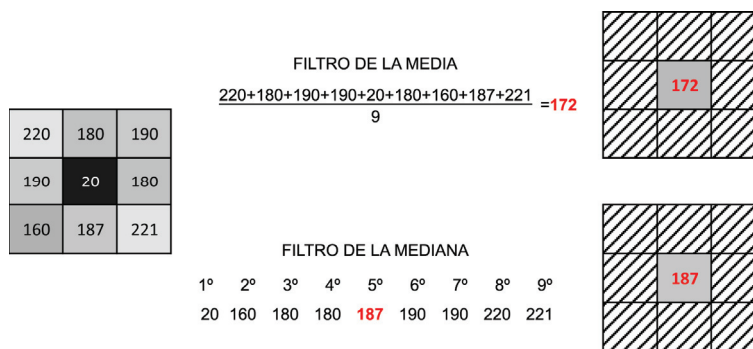 220 180 190
190 20 180
160 187 221
FILTRO DE LA MEDIA
220+180+190+190+20+180+160+187+221
9
=172
172
FILTRO DE LA MEDIANA
1º 2º 3º 4º 5º 6º 7º 8º 9º
20 160 180 180 187 190 190 220 221
187